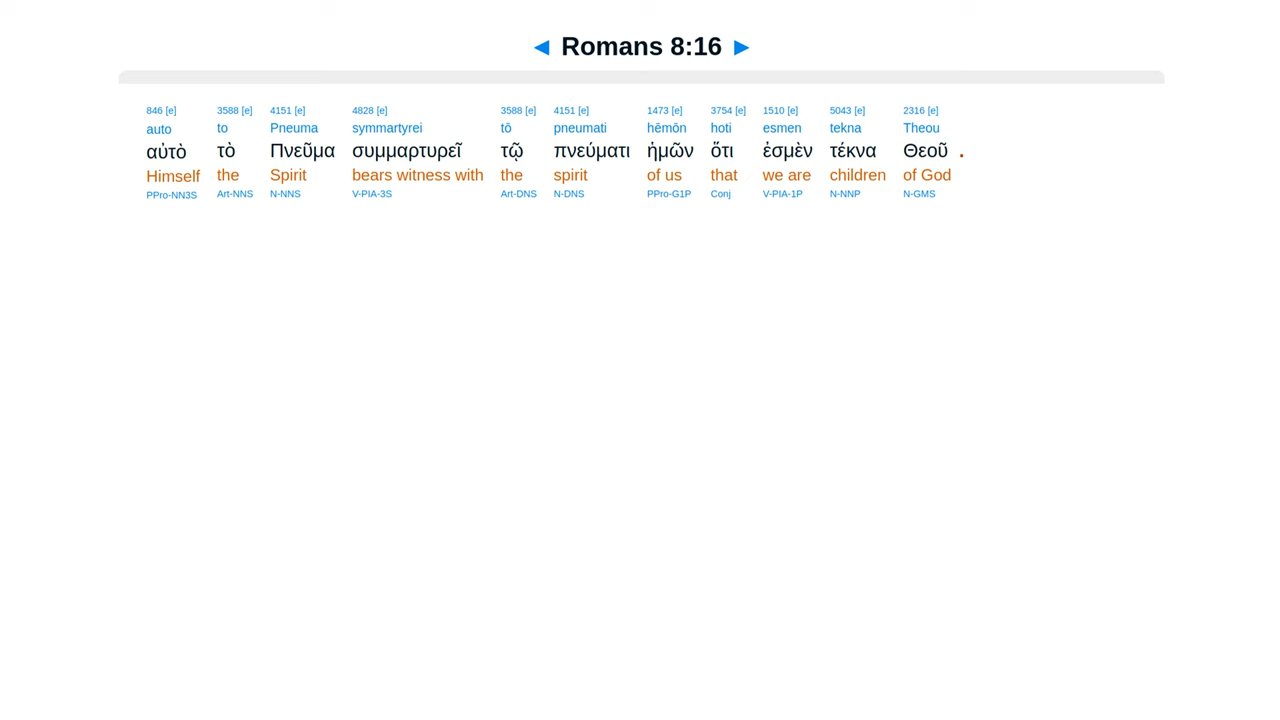 ◄ Romans 8:16 ►
846 [e] 3588 [e] 4151 [e] 4828 [e] 3588 [e] 4151 [e] 1473 [e] 3754 [e] 1510 [e] 5043 [e] 2316 [e]
auto to Pneuma symmartyrei tō pneumati hēmōn hoti esmen tekna Theou
αὐτὸ τὸ Πνεῦμα συμμαρτυρεῖ τῷ πνεύματι ἡμῶν ὅτι ἐσμὲν τέκνα Θεοῦ .
Himself the Spirit bears witness with the spirit of us that we are children of God
PPro-NN3S Art-NNS N-NNS V-PIA-3S Art-DNS N-DNS PPro-G1P Conj V-PIA-1P N-NNP N-GMS